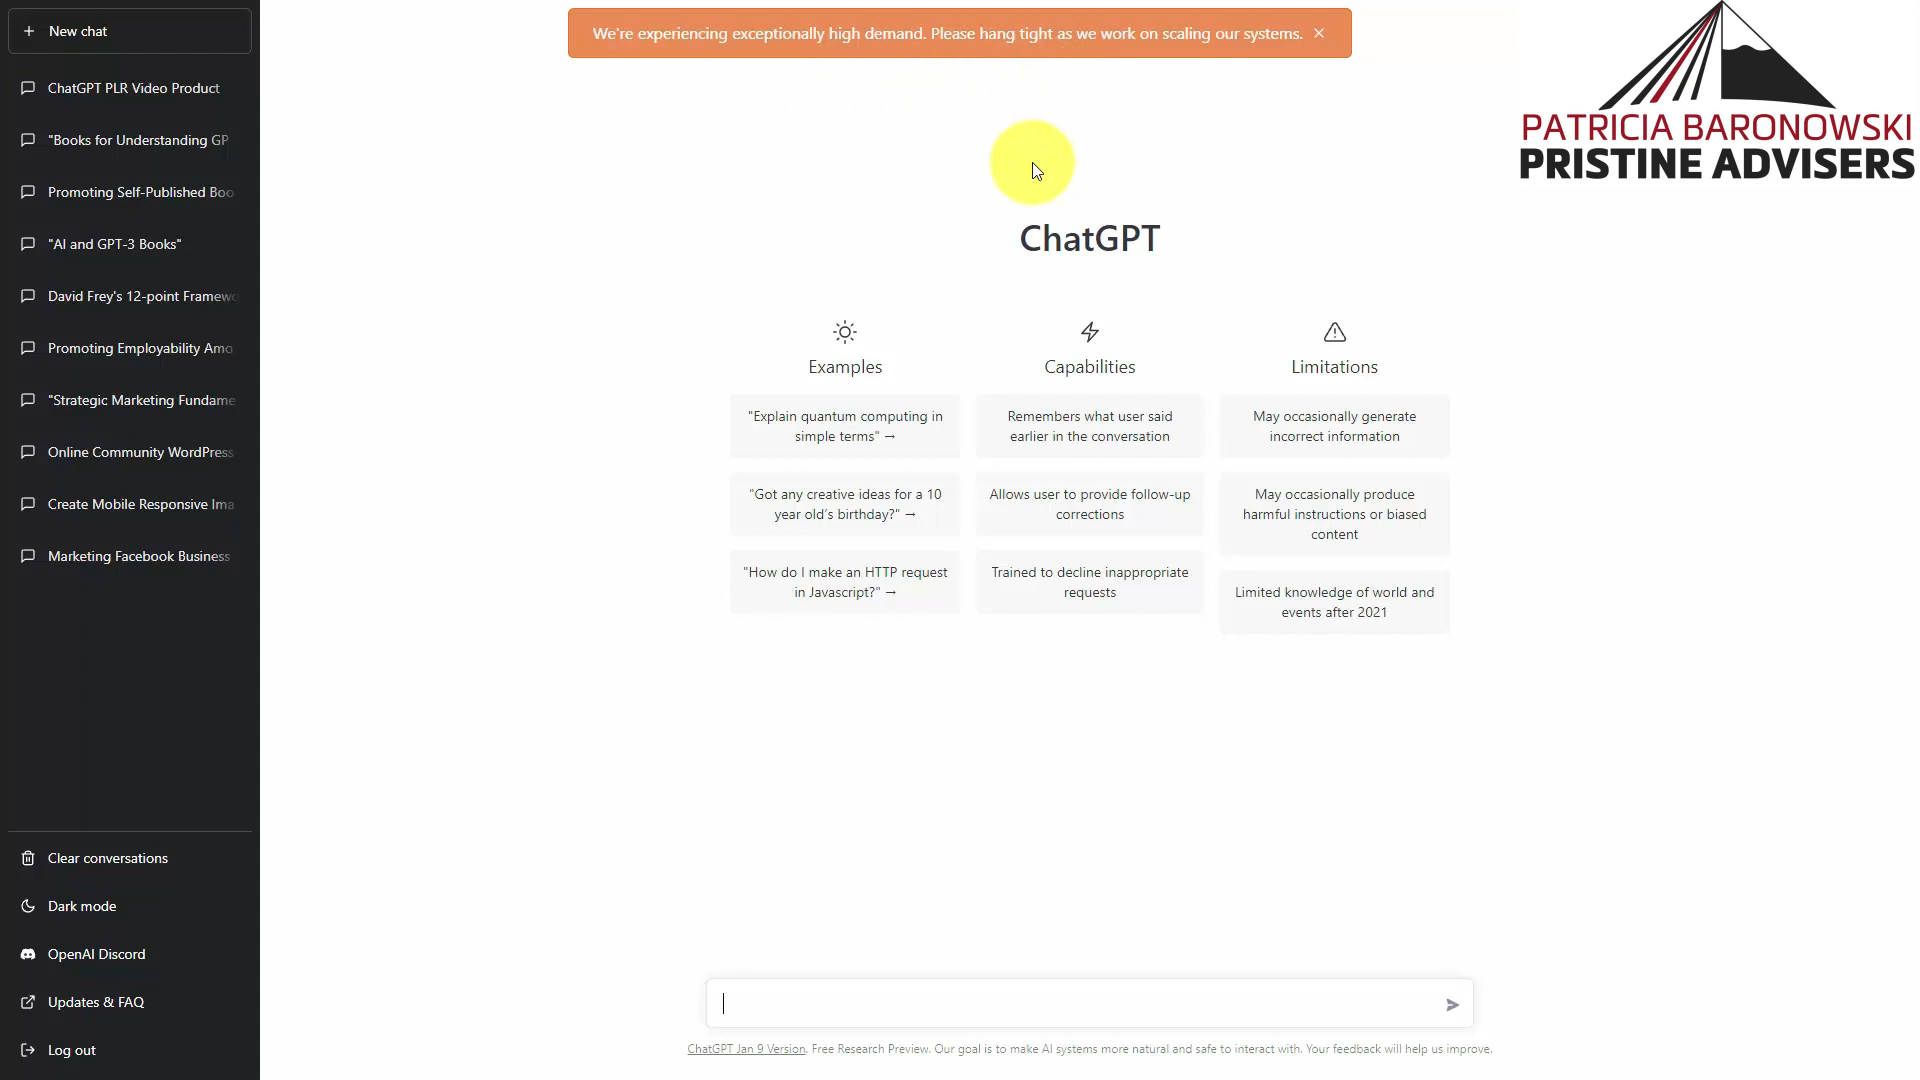 New chat
ChatGPT PLR Video Product
"Books for Understanding GP
Promoting Self-Published Boo
"AI and GPT-3 Books"
David Frey's 12-point Framewo
Promoting Employability Amo
"Strategic Marketing Fundame
Online Community WordPress
Create Mobile Responsive Ima
Marketing Facebook Business
Clear conversations
Dark mode
OpenAI Discord
Updates & FAQ
Log out
We're experiencing exceptionally high demand. Please hang tight as we work on scaling our systems.
PATRICIA BARONOWSKI
PRISTINE ADVISERS
ChatGPT
Examples
"Explain quantum computing in
simple terms" →
"Got any creative ideas for a 10
year old's birthday?" →
"How do I make an HTTP request
in Javascript?" →
Capabilities
Remembers what user said
earlier in the conversation
Allows user to provide follow-up
corrections
Trained to decline inappropriate
requests
Limitations
May occasionally generate
incorrect information
May occasionally produce
harmful instructions or biased
content
Limited knowledge of world and
events after 2021
ChatGPT Jan 9 Version. Free Research Preview. Our goal is to make AI systems more natural and safe to interact with. Your feedback will help us improve.